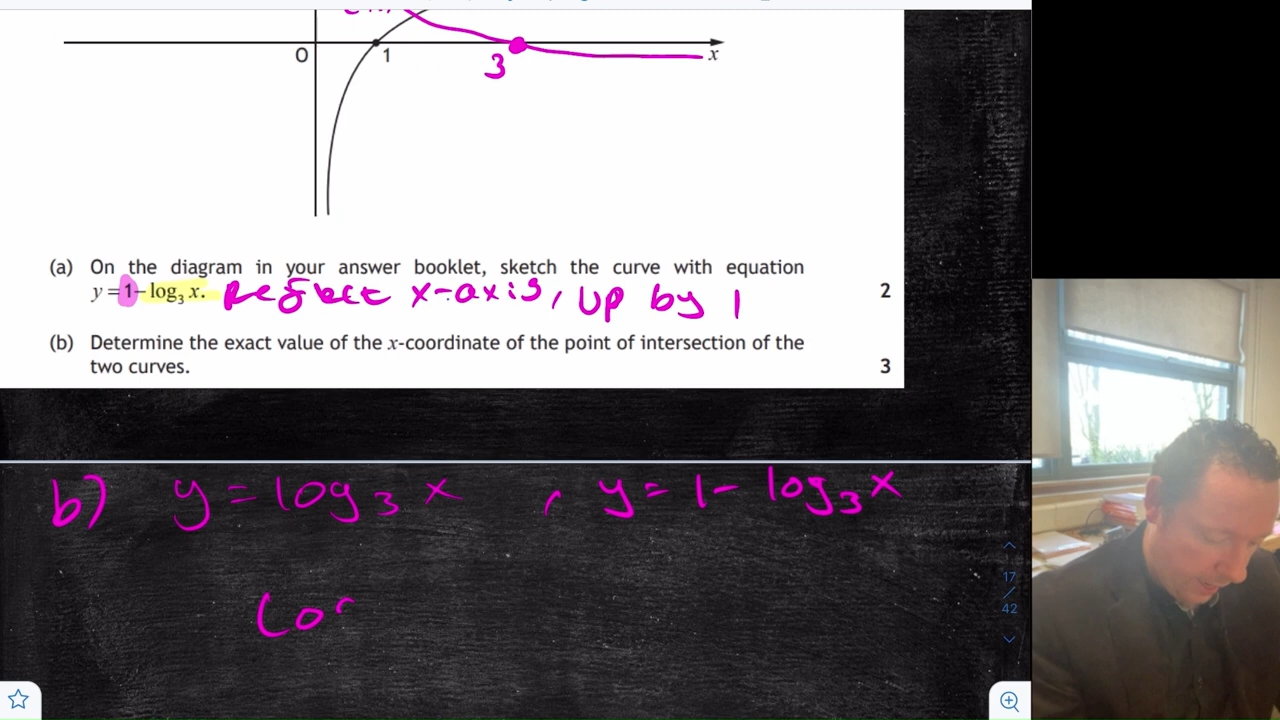 O
1
3
x
(a) On the diagram in your answer booklet, sketch the curve with equation
y = 1 – log₃ x. Reflect x-axis, up by 1
2
(b) Determine the exact value of the x-coordinate of the point of intersection of the
two curves.
3
b) y = log₃ x , y = 1 - log₃ x
Lo
17
/
42